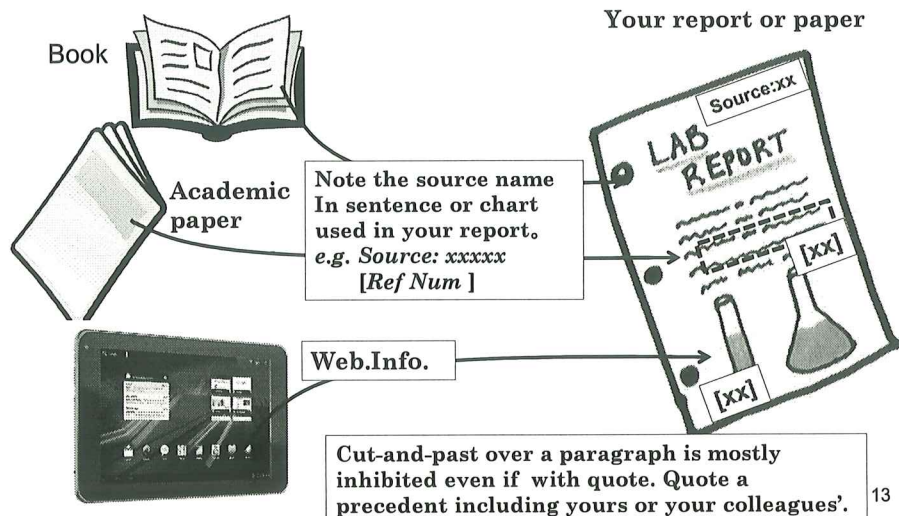 Your report or paper
Book
Source:xx
LAB
REPORT
Academic
paper
Note the source name
In sentence or chart
used in your report。
e.g. Source: xxxxx
[Ref Num ]
[xx]
Web.Info.
[xx]
Cut-and-past over a paragraph is mostly
inhibited even if with quote. Quote a
precedent including yours or your colleagues'.
13